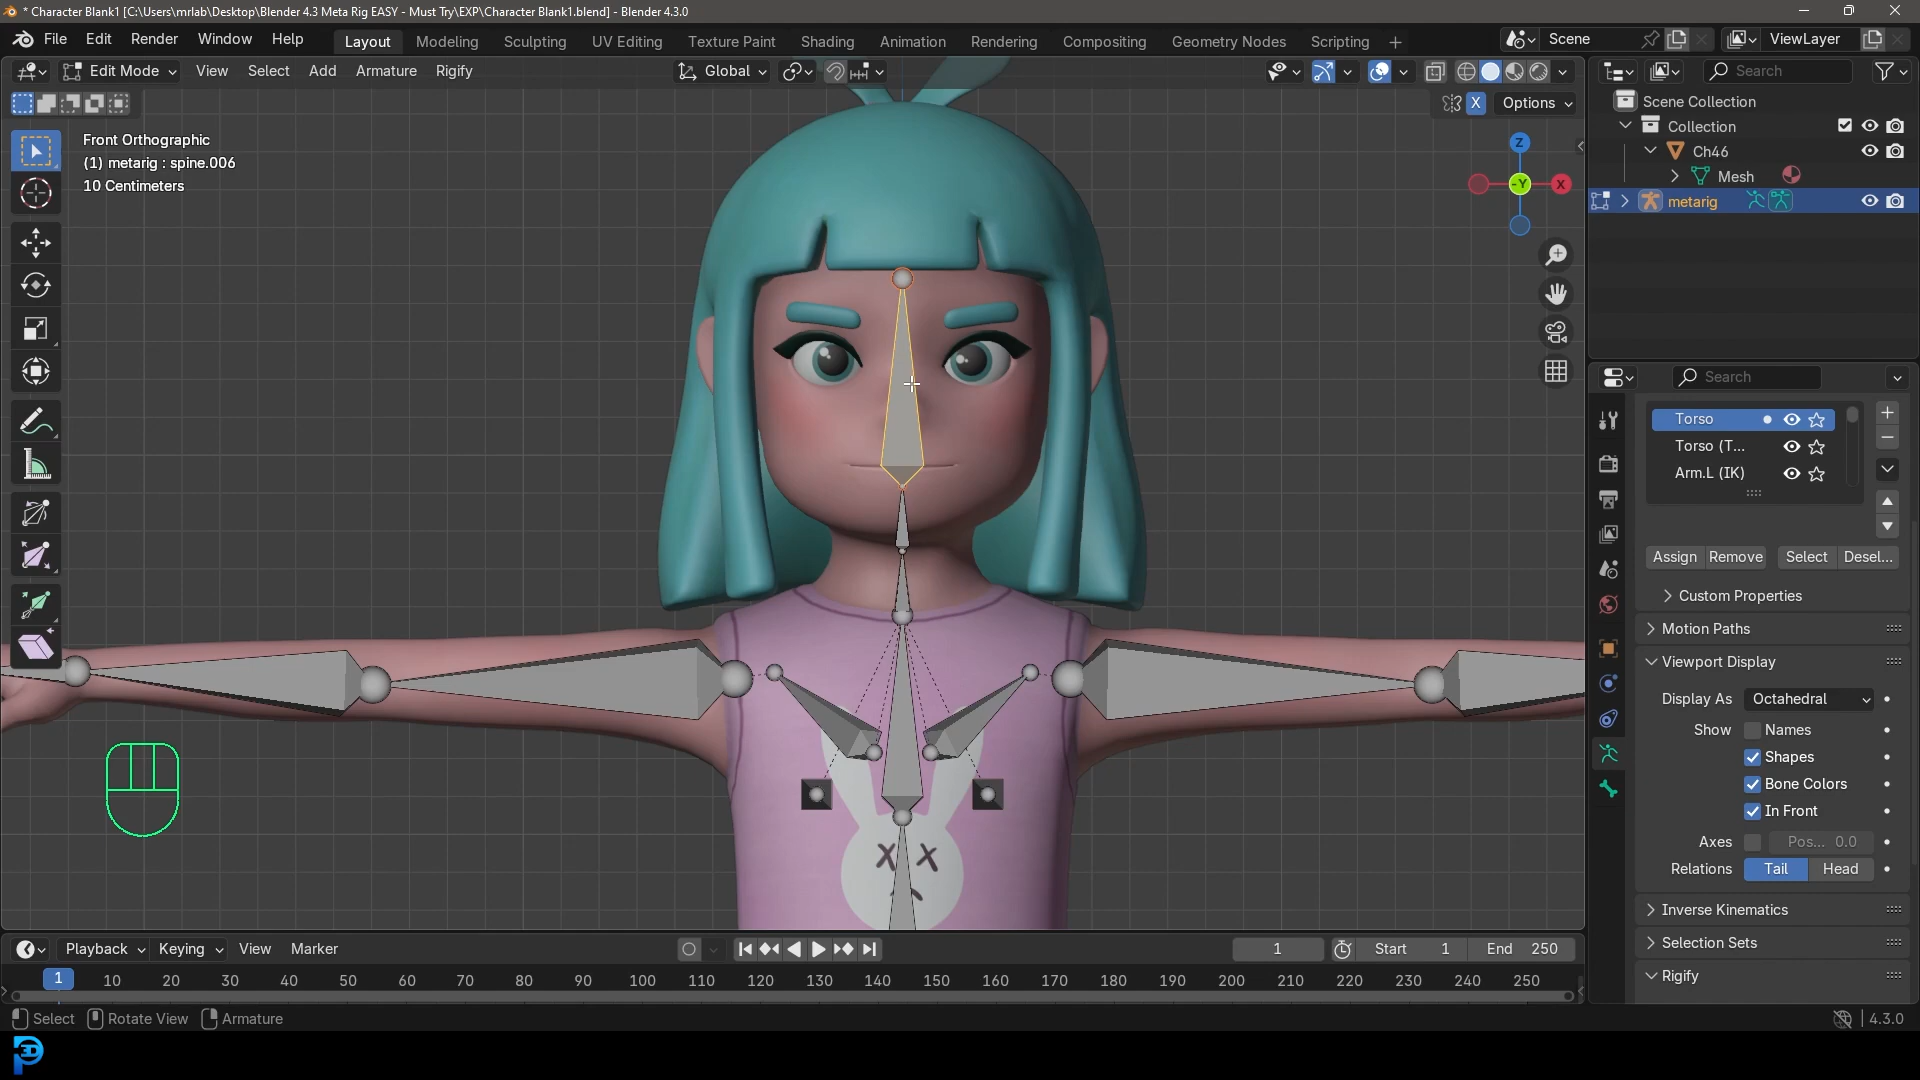 * Character Blank1 [C:\Users\mrlab\Desktop\Blender 4.3 Meta Rig EASY - Must Try\EXP\Character Blank1.blend] - Blender 4.3.0
File Edit Render Window Help Layout Modeling Sculpting UV Editing Texture Paint Shading Animation Rendering Compositing Geometry Nodes Scripting Scene ViewLayer
Edit Mode View Select Add Armature Rigify Global Search
X Options
Scene Collection
Collection
Ch46
Mesh
metarig
Front Orthographic
(1) metarig : spine.006
10 Centimeters
Z
-Y X
Search
Torso
Torso (T...
Arm.L (IK)
Assign Remove Select Desel...
Custom Properties
Motion Paths
Viewport Display
Display As Octahedral
Show Names
Shapes
Bone Colors
In Front
Axes Pos... 0.0
Relations Tail Head
Inverse Kinematics
Selection Sets
Rigify
Playback Keying View Marker 1 Start 1 End 250
1 10 20 30 40 50 60 70 80 90 100 110 120 130 140 150 160 170 180 190 200 210 220 230 240 250
Select Rotate View Armature 4.3.0
3D